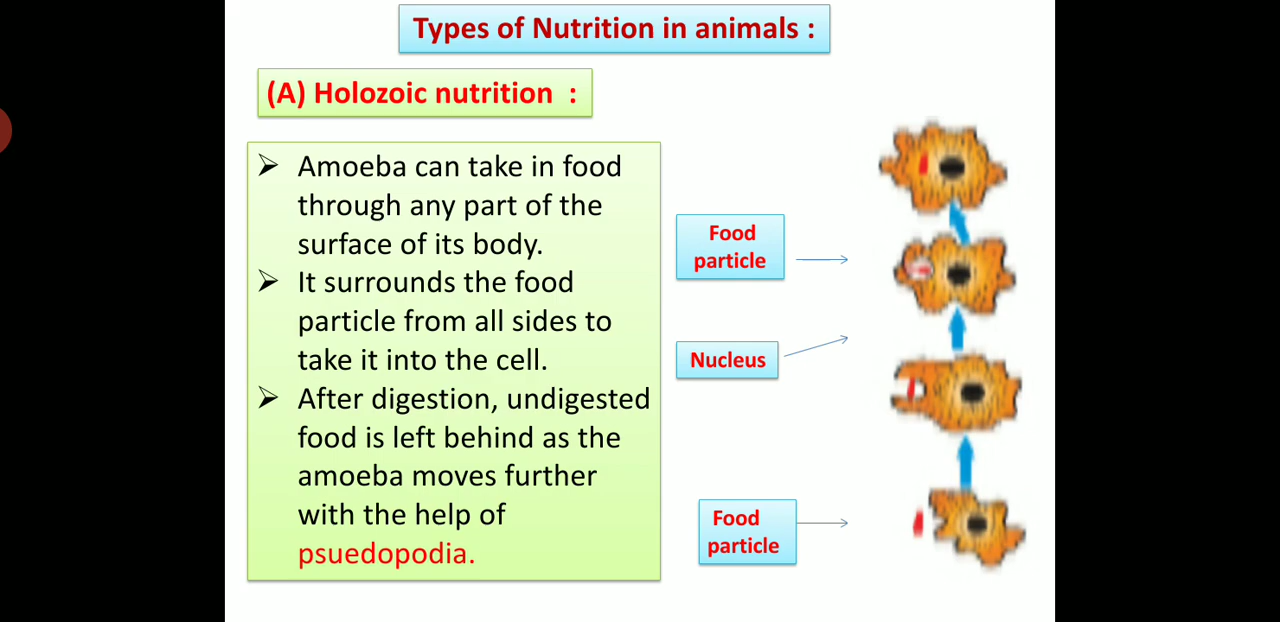 Types of Nutrition in animals :
(A) Holozoic nutrition :
➢ Amoeba can take in food
through any part of the
surface of its body.
➢ It surrounds the food
particle from all sides to
take it into the cell.
➢ After digestion, undigested
food is left behind as the
amoeba moves further
with the help of
psuedopodia.
Food
particle
Nucleus
Food
particle